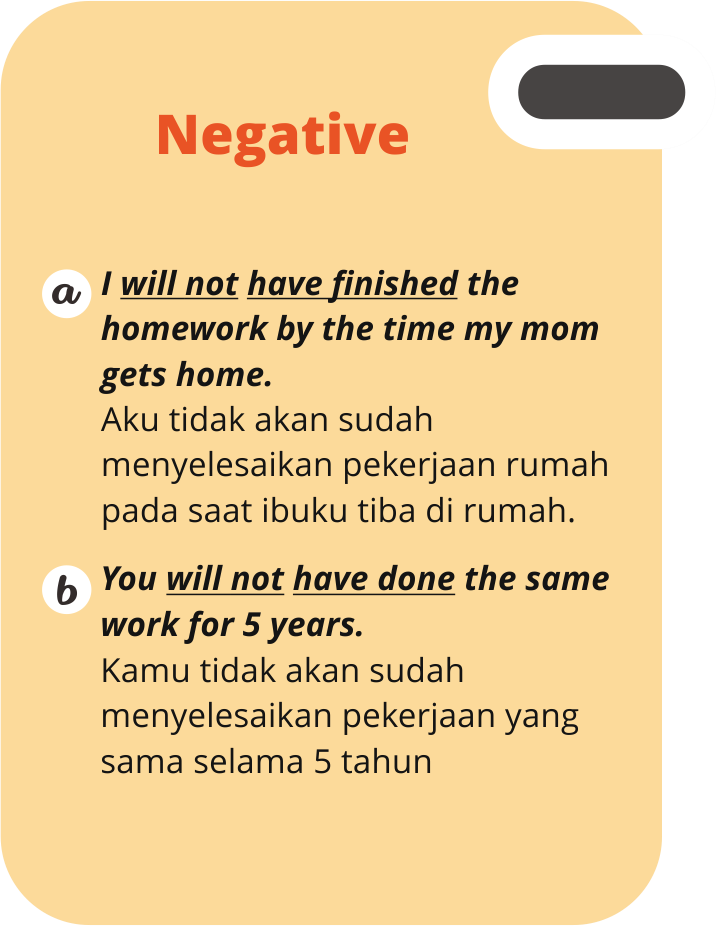 Negative
a I will not have finished the
homework by the time my mom
gets home.
Aku tidak akan sudah
menyelesaikan pekerjaan rumah
pada saat ibuku tiba di rumah.
b You will not have done the same
work for 5 years.
Kamu tidak akan sudah
menyelesaikan pekerjaan yang
sama selama 5 tahun